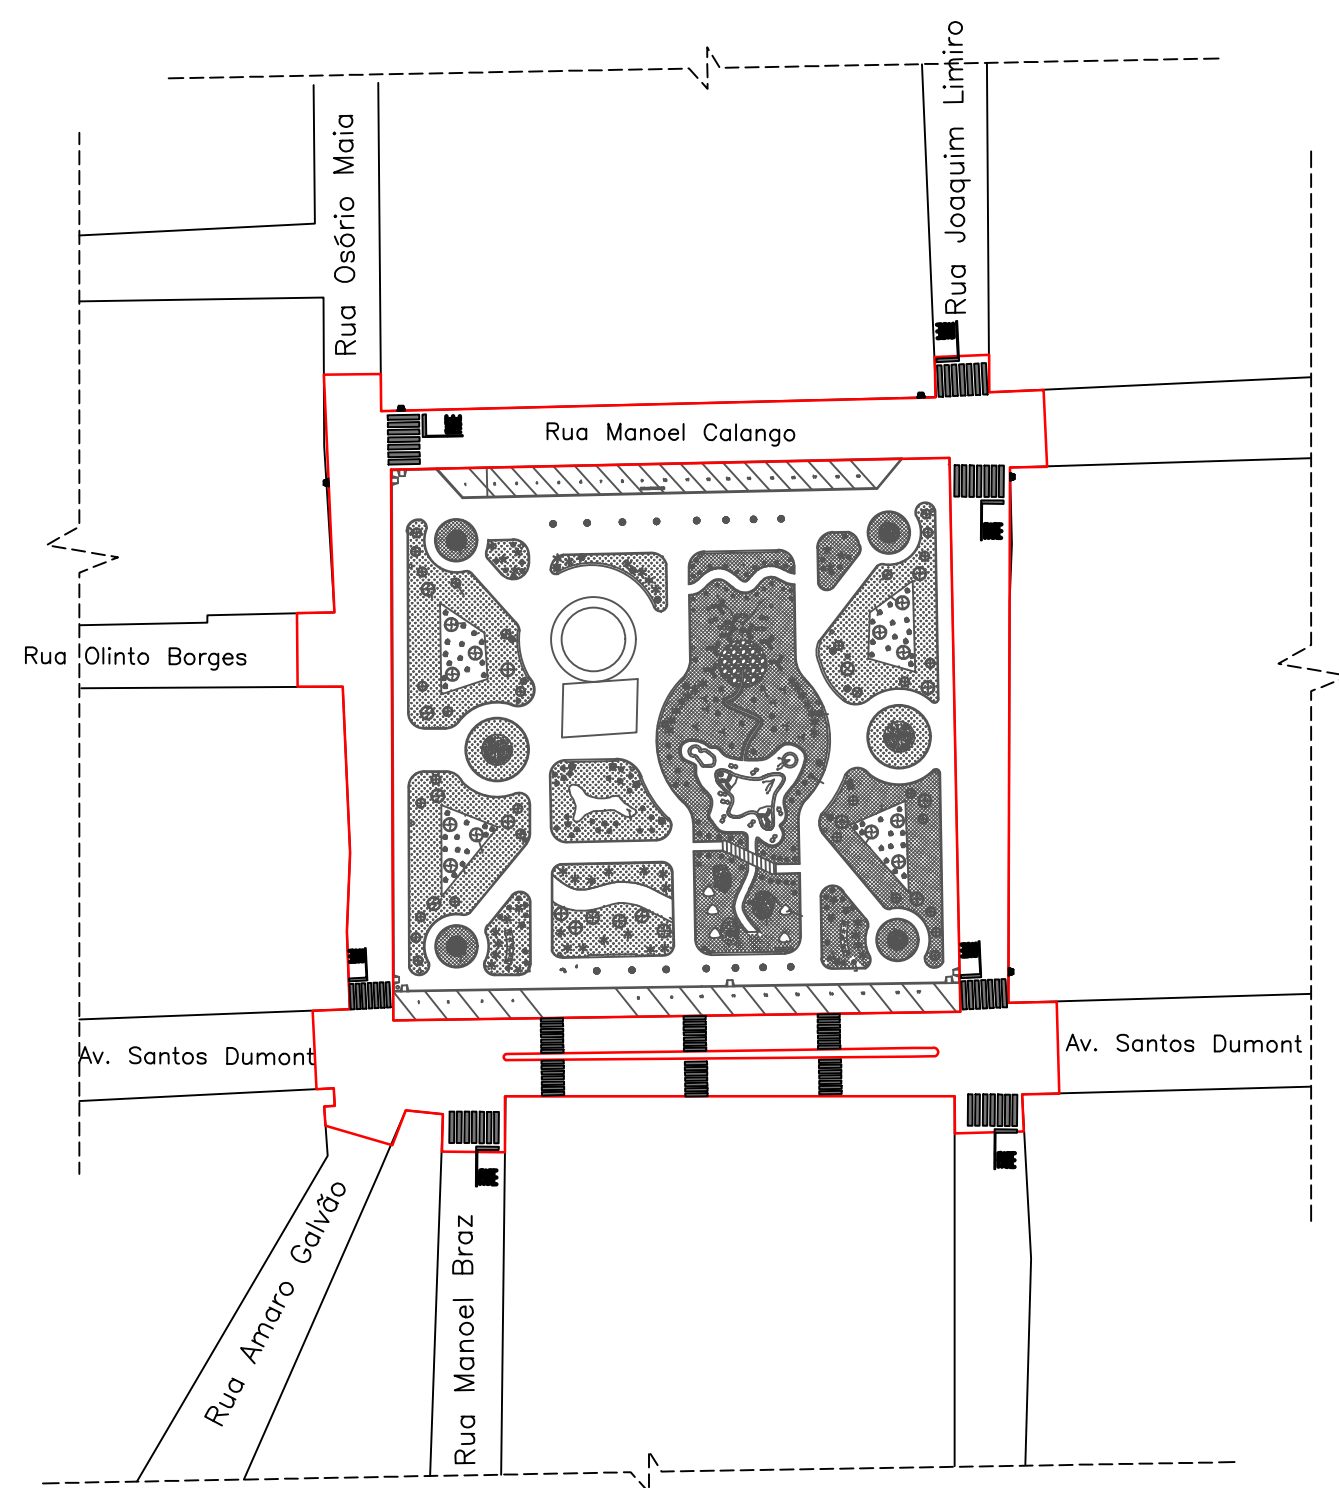 Rua Joaquim Limiro
Rua Osório Maia
Rua Manoel Calango
Rua Olinto Borges
Av. Santos Dumont
Av. Santos Dumont
Rua Amaro Galvão
Rua Manoel Braz